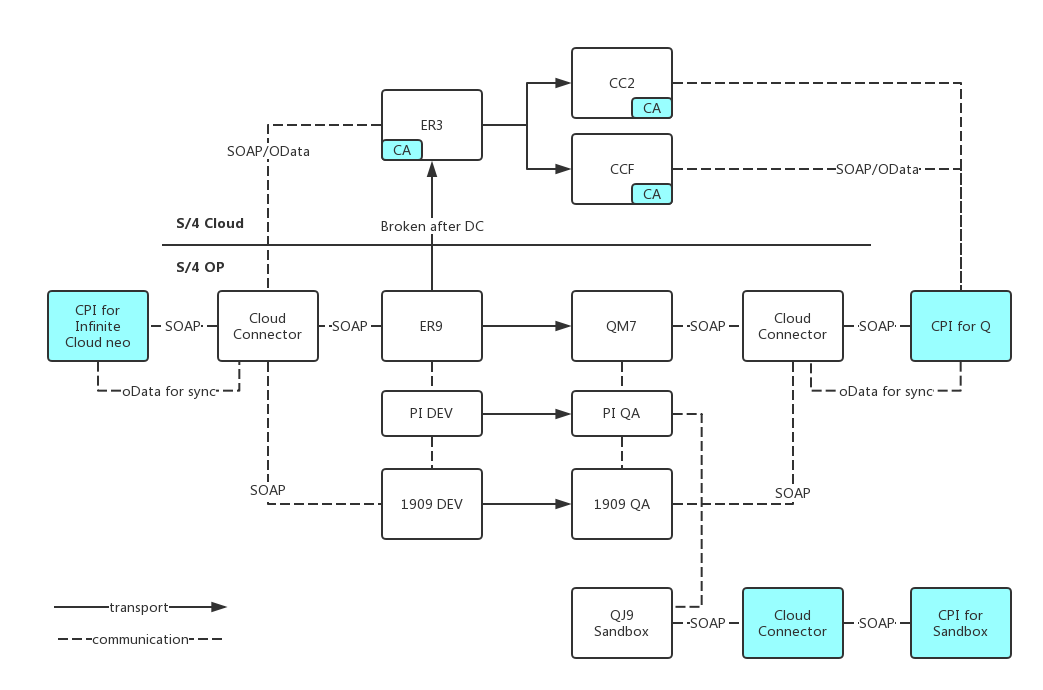 CC2
CA
ER3
CA
SOAP/OData
CCF
CA
SOAP/OData
S/4 Cloud
Broken after DC
S/4 OP
CPI for
Infinite
Cloud neo
SOAP
Cloud
Connector
SOAP
ER9
QM7
SOAP
Cloud
Connector
SOAP
CPI for Q
oData for sync
oData for sync
PI DEV
PI QA
SOAP
1909 DEV
1909 QA
SOAP
transport
communication
QJ9
Sandbox
SOAP
Cloud
Connector
SOAP
CPI for
Sandbox